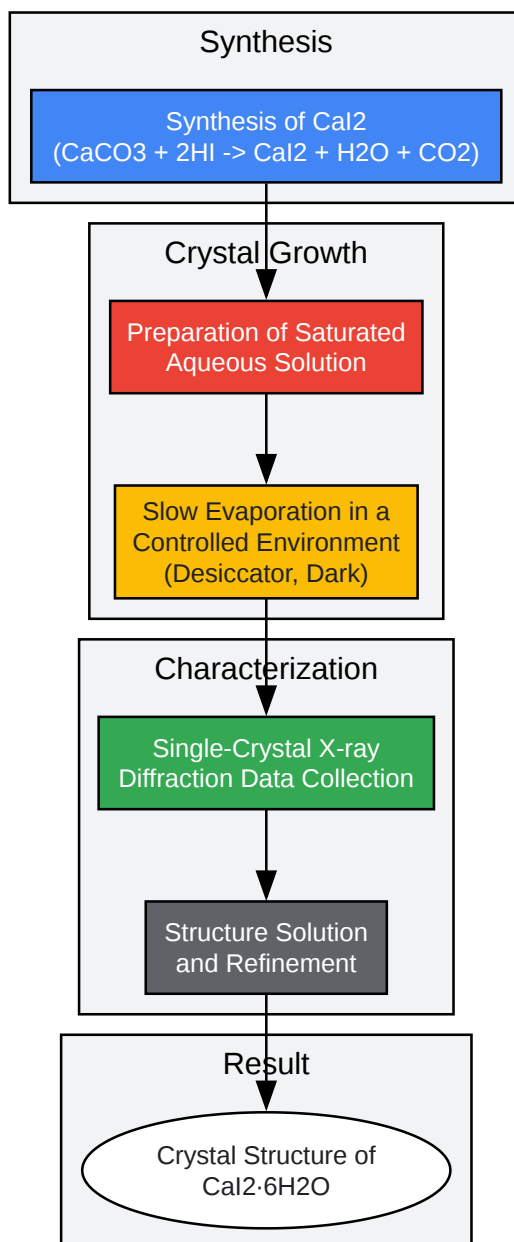 Synthesis
Synthesis of CaI2
(CaCO3 + 2HI -> CaI2 + H2O + CO2)
Crystal Growth
Preparation of Saturated
Aqueous Solution
Slow Evaporation in a
Controlled Environment
(Desiccator, Dark)
Characterization
Single-Crystal X-ray
Diffraction Data Collection
Structure Solution
and Refinement
Result
Crystal Structure of
CaI2·6H2O